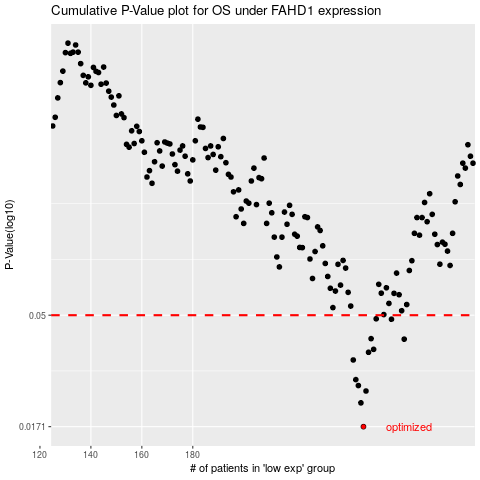 Cumulative P-Value plot for OS under FAHD1 expression
P-Value(log10)
0.05
0.0171
optimized
120 140 160 180
# of patients in 'low exp' group